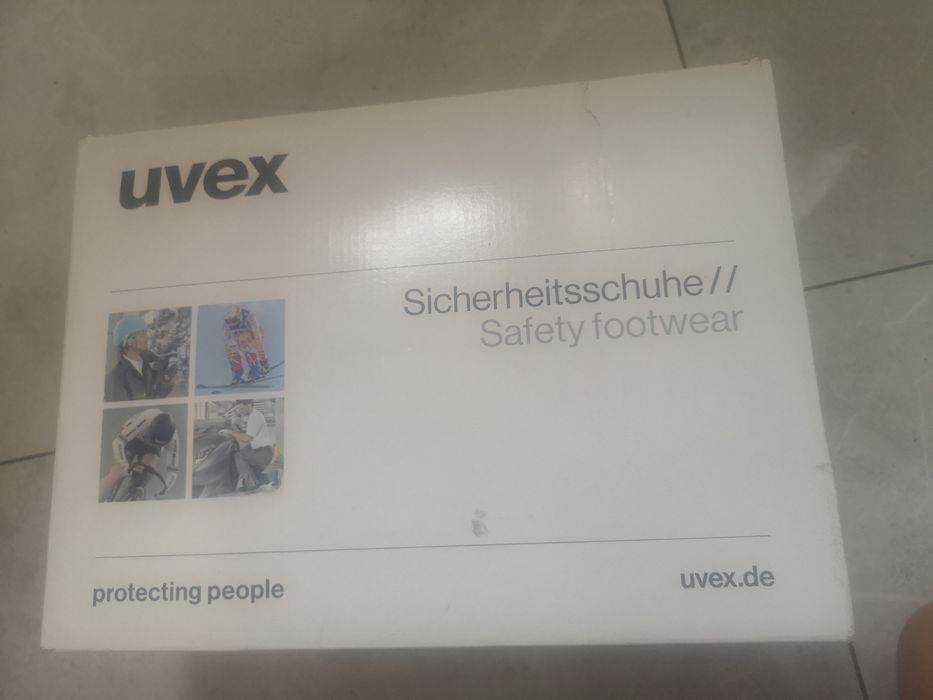 uvex
Sicherheitsschuhe//
Safety footwear
protecting people
uvex.de